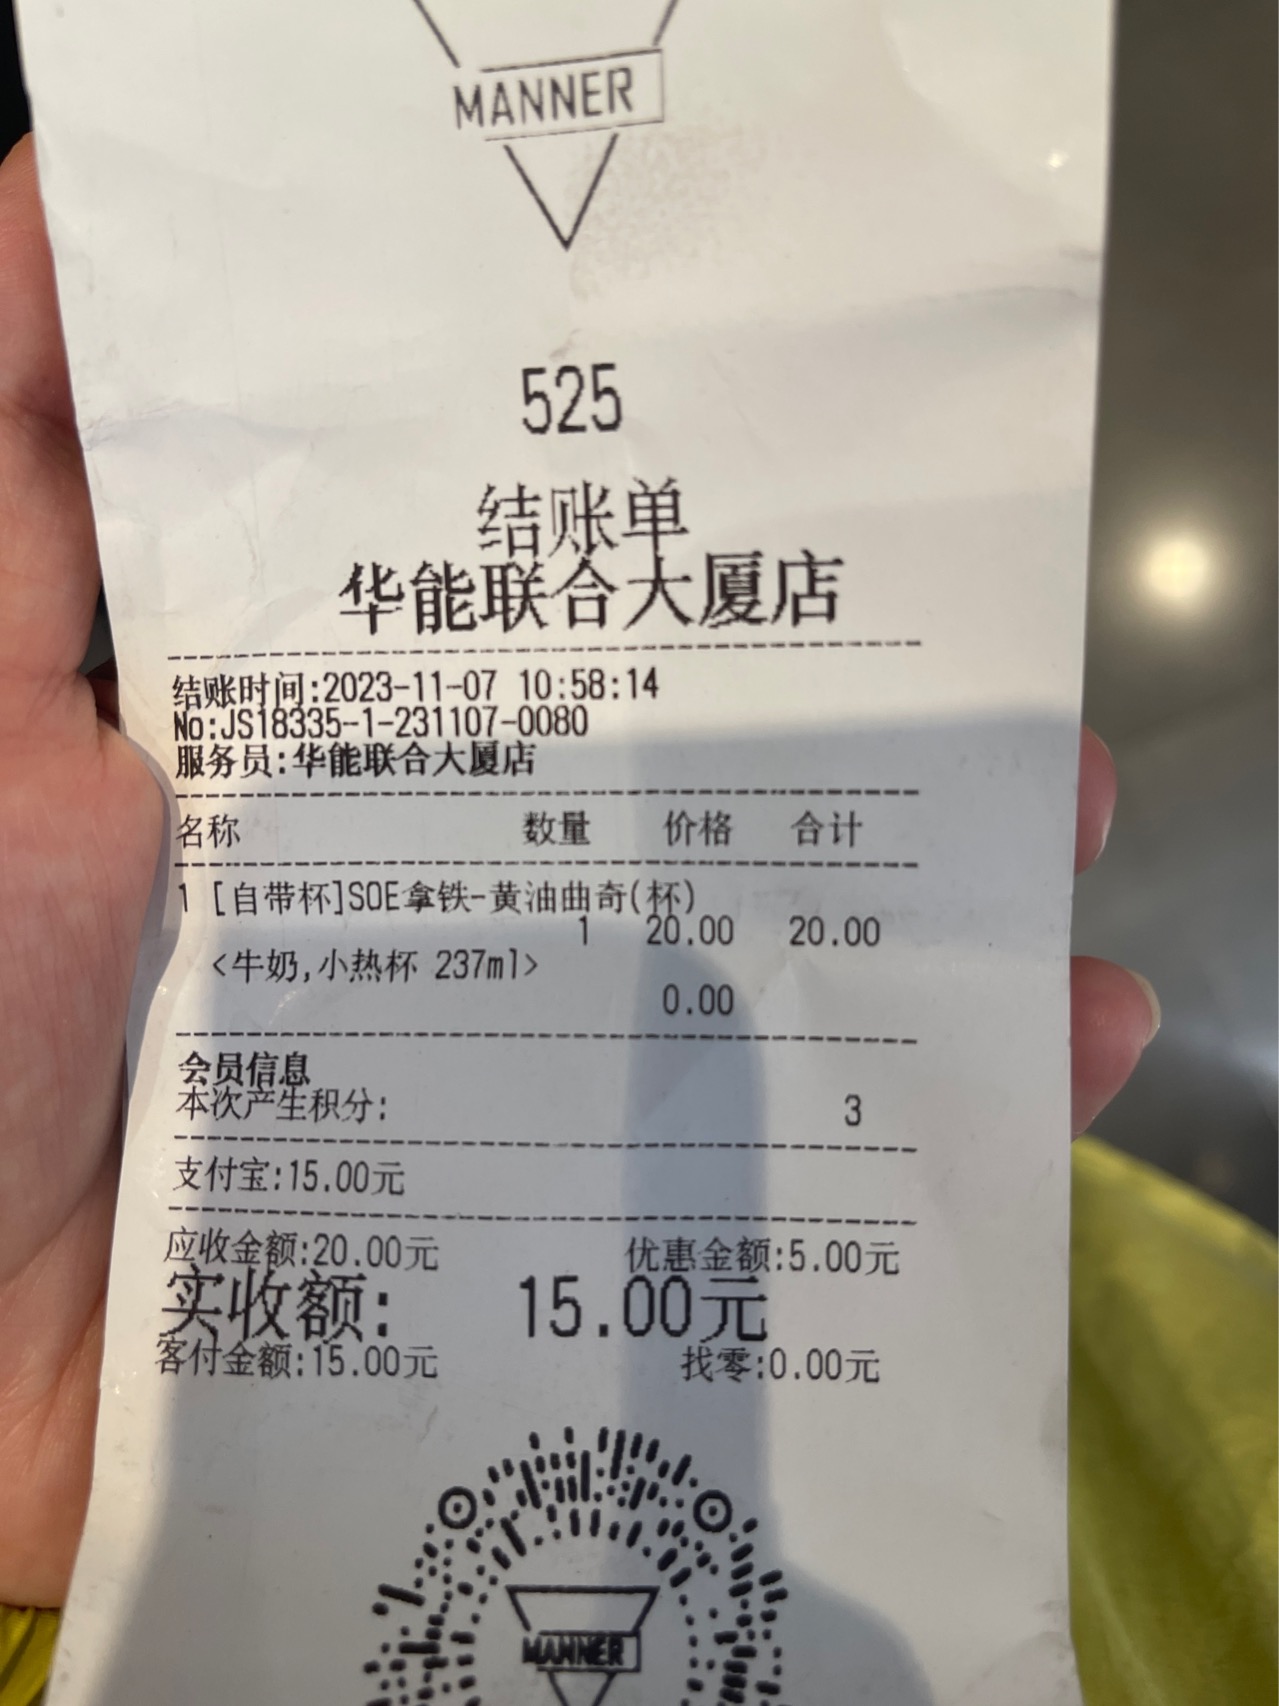 MANNER
525
结账单
华能联合大厦店
结账时间:2023-11-07 10:58:14
No:JS18335-1-231107-0080
服务员:华能联合大厦店
名称 数量 价格 合计
1 [自带杯]SOE拿铁-黄油曲奇(杯)
1 20.00 20.00
<牛奶,小热杯 237ml>
0.00
会员信息
本次产生积分: 3
支付宝:15.00元
应收金额:20.00元 优惠金额:5.00元
实收额: 15.00元
客付金额:15.00元 找零:0.00元
MANNER